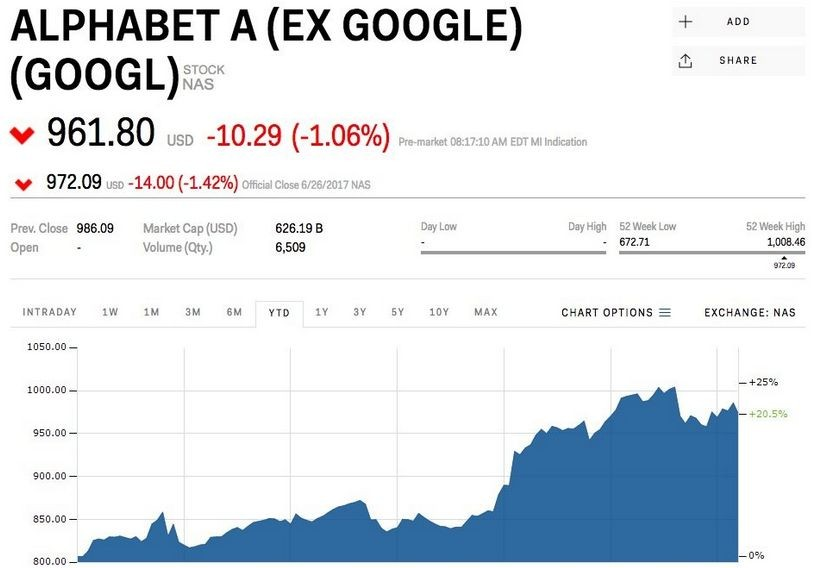 ALPHABET A (EX GOOGLE)
(GOOGL) STOCK NAS
ADD
SHARE
961.80 USD -10.29 (-1.06%) Pre-market 08:17:10 AM EDT MI Indication
972.09 USD -14.00 (-1.42%) Official Close 6/26/2017 NAS
Prev. Close 986.09 Market Cap (USD) 626.19 B Day Low Day High 52 Week Low 52 Week High
Open - Volume (Qty.) 6,509 - - 672.71 1,008.46
972.09
INTRADAY 1W 1M 3M 6M YTD 1Y 3Y 5Y 10Y MAX CHART OPTIONS EXCHANGE: NAS
1050.00
1000.00
950.00
900.00
850.00
800.00
+25%
+20.5%
0%